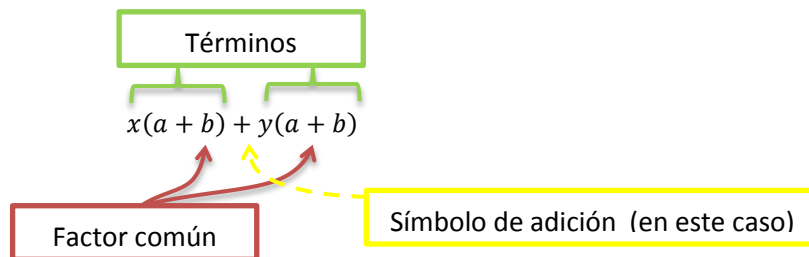 Términos
x(a + b) + y(a + b)
Factor común
Símbolo de adición (en este caso)